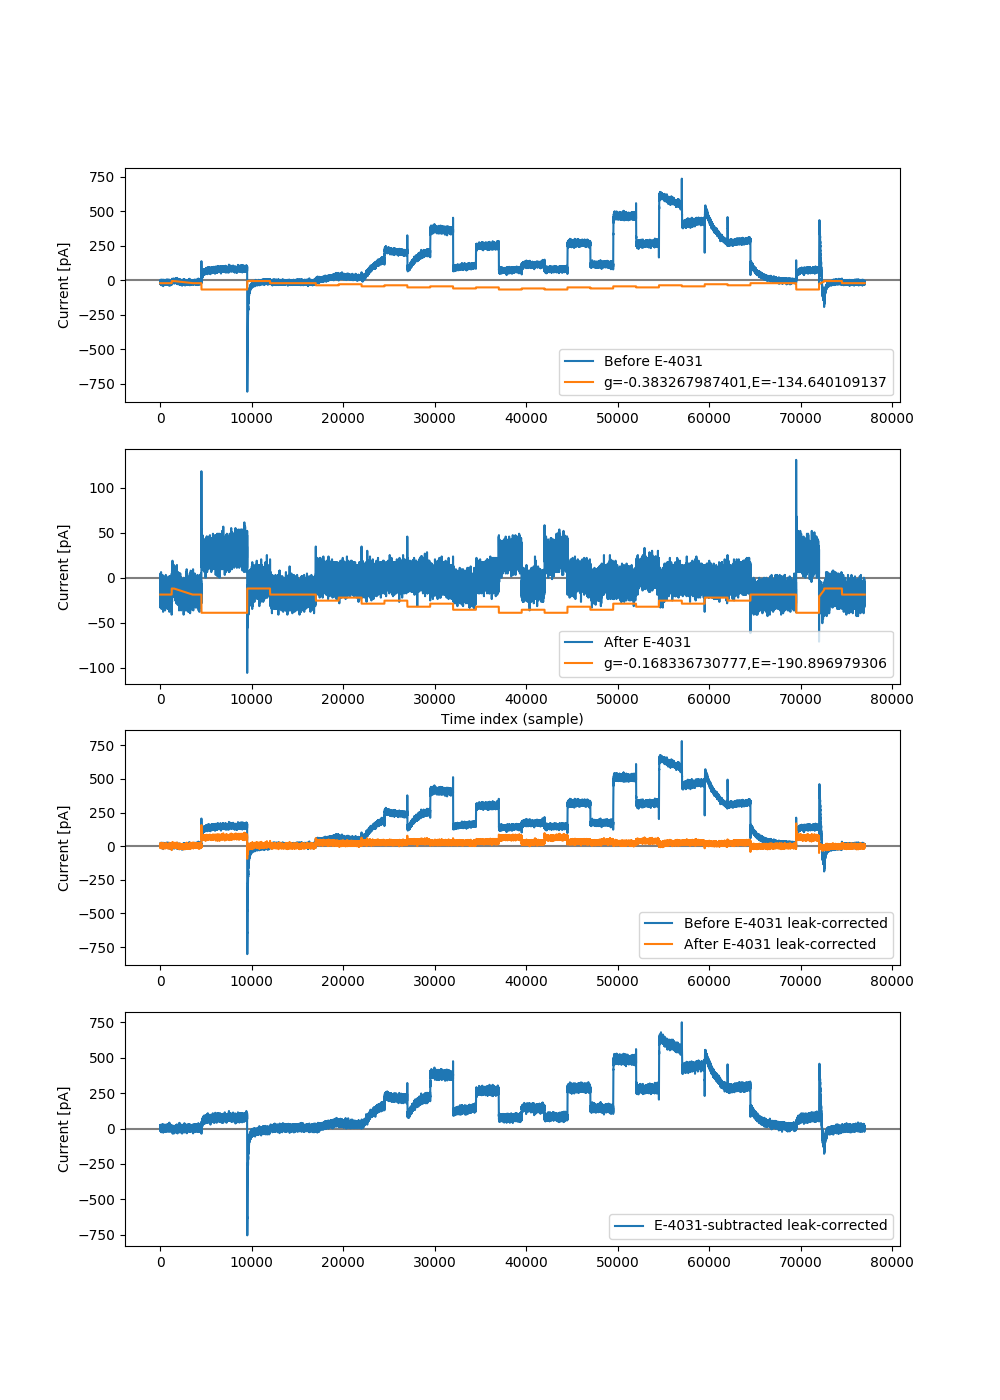 750
500
250
0
−250
−500
−750
Current [pA]
Before E-4031
g=-0.383267987401,E=-134.640109137
0 10000 20000 30000 40000 50000 60000 70000 80000
100
50
0
−50
−100
Current [pA]
After E-4031
g=-0.168336730777,E=-190.896979306
0 10000 20000 30000 40000 50000 60000 70000 80000
Time index (sample)
750
500
250
0
−250
−500
−750
Current [pA]
Before E-4031 leak-corrected
After E-4031 leak-corrected
0 10000 20000 30000 40000 50000 60000 70000 80000
750
500
250
0
−250
−500
−750
Current [pA]
E-4031-subtracted leak-corrected
0 10000 20000 30000 40000 50000 60000 70000 80000